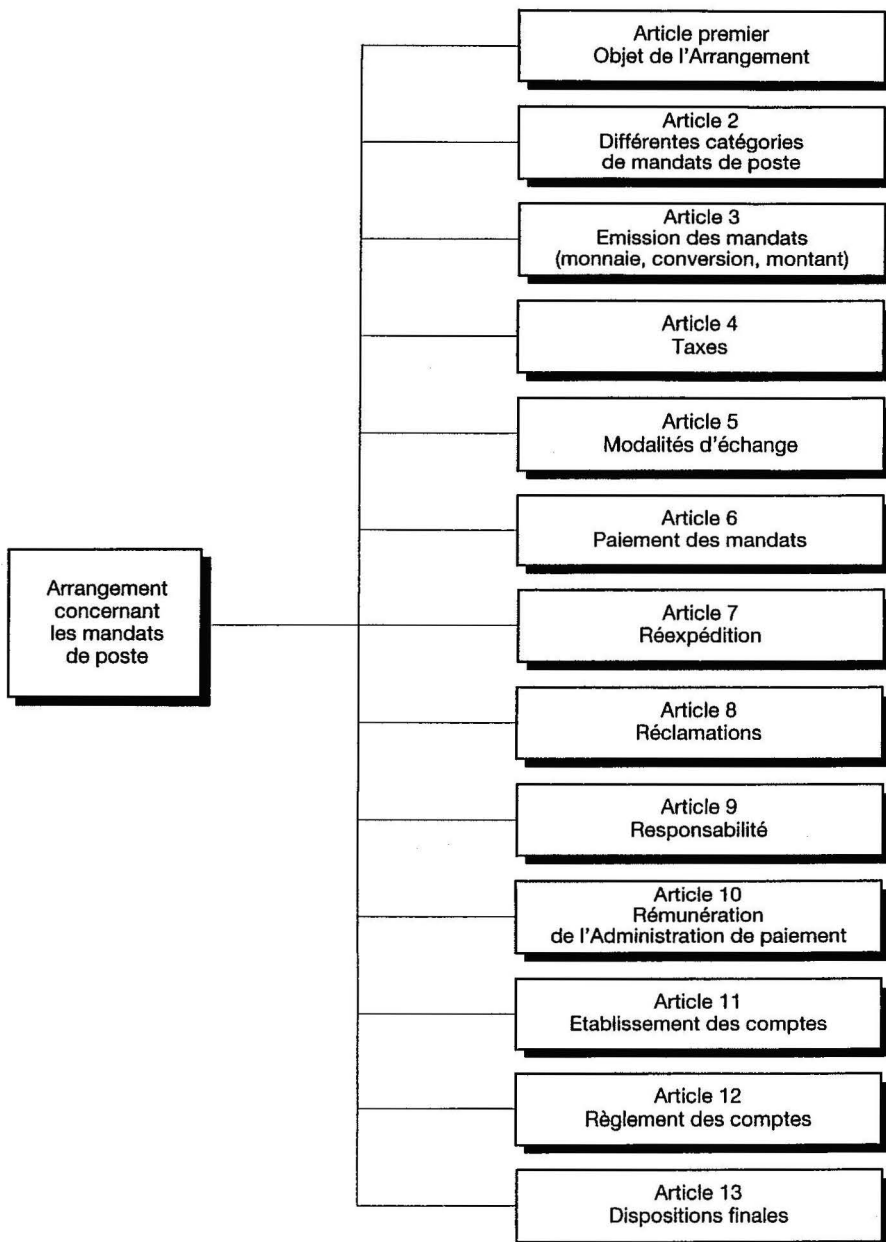 Article premier
Objet de l'Arrangement
Article 2
Différentes catégories
de mandats de poste
Article 3
Emission des mandats
(monnaie, conversion, montant)
Article 4
Taxes
Article 5
Modalités d'échange
Article 6
Paiement des mandats
Arrangement
concernant
les mandats
de poste
Article 7
Réexpédition
Article 8
Réclamations
Article 9
Responsabilité
Article 10
Rémunération
de l'Administration de paiement
Article 11
Etablissement des comptes
Article 12
Règlement des comptes
Article 13
Dispositions finales